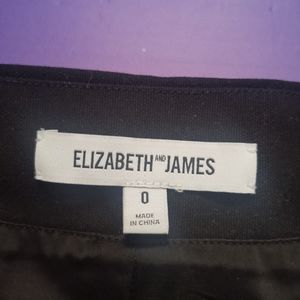 ELIZABETH AND JAMES
0
MADE
IN CHINA